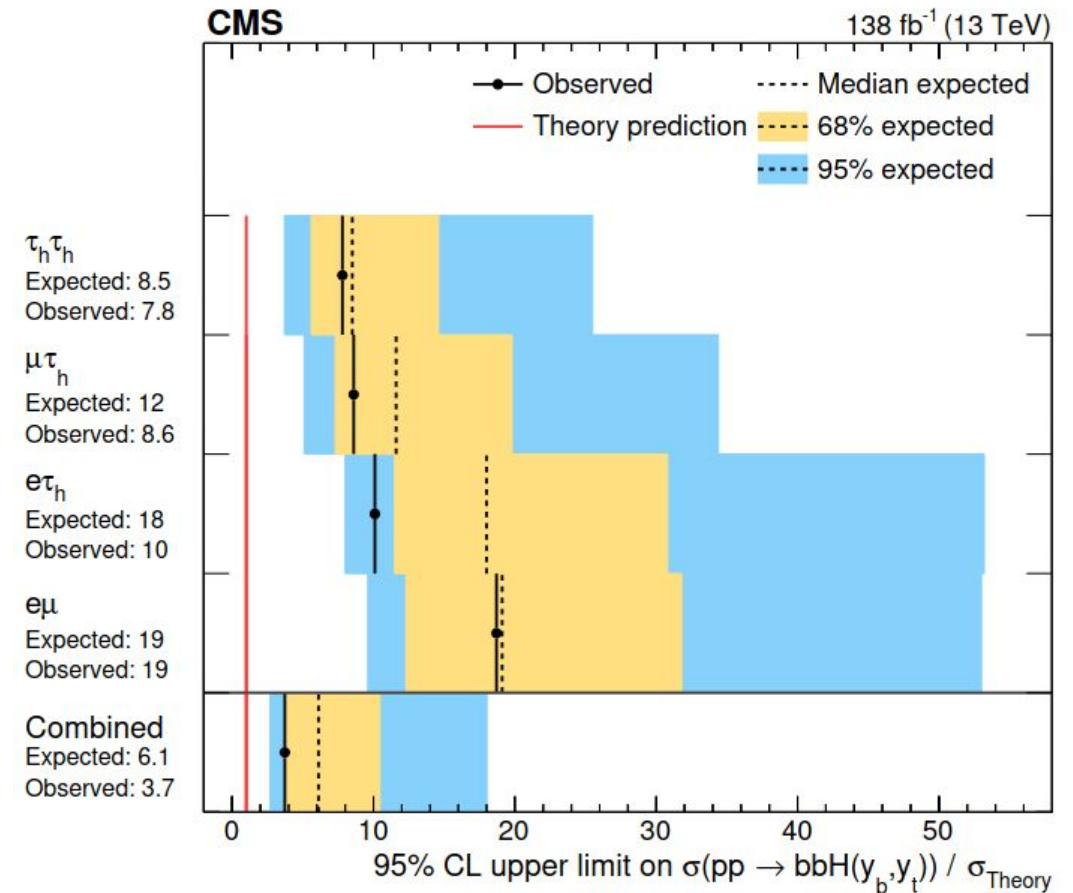 CMS
138 fb⁻¹ (13 TeV)
Observed
Median expected
Theory prediction
68% expected
95% expected
τₕτₕ
Expected: 8.5
Observed: 7.8
μτₕ
Expected: 12
Observed: 8.6
eτₕ
Expected: 18
Observed: 10
eμ
Expected: 19
Observed: 19
Combined
Expected: 6.1
Observed: 3.7
0 10 20 30 40 50
95% CL upper limit on σ(pp → bbH(y_b,y_t)) / σ_Theory